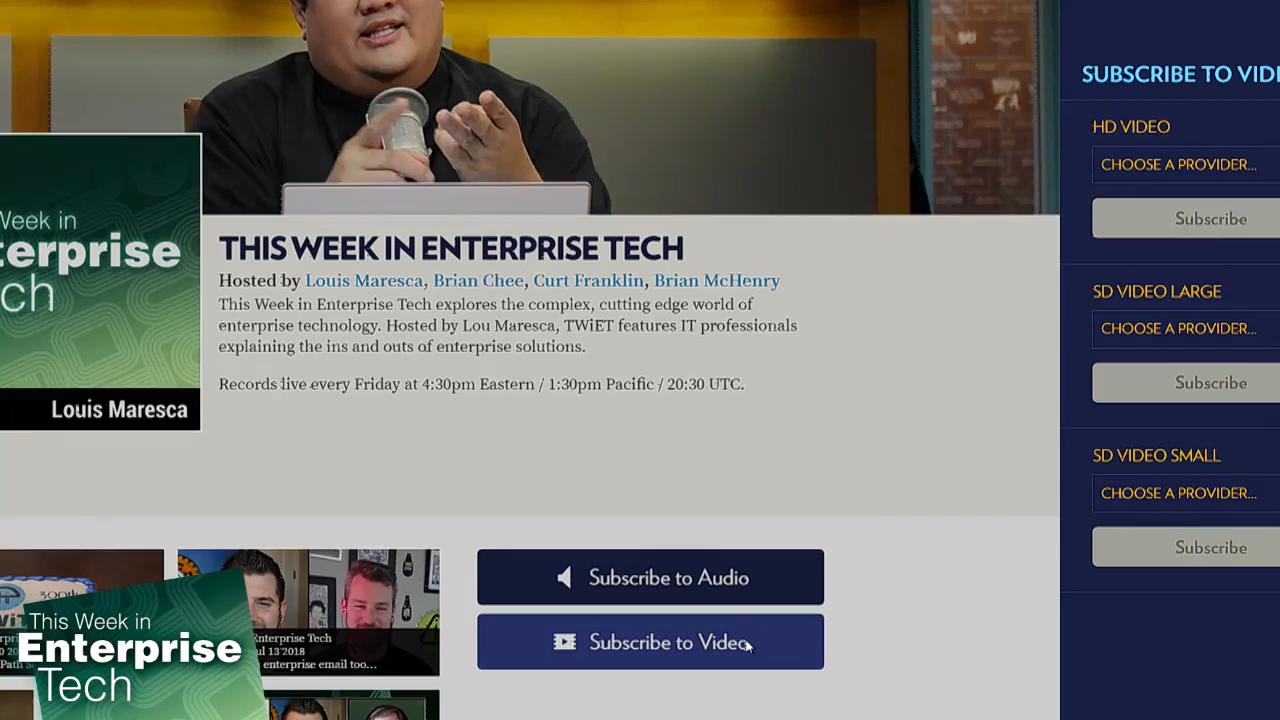 SUBSCRIBE TO VID
HD VIDEO
CHOOSE A PROVIDER...
Subscribe
SD VIDEO LARGE
CHOOSE A PROVIDER...
Subscribe
SD VIDEO SMALL
CHOOSE A PROVIDER...
Subscribe
Week in
terprise
ch
Louis Maresca
THIS WEEK IN ENTERPRISE TECH
Hosted by Louis Maresca, Brian Chee, Curt Franklin, Brian McHenry
This Week in Enterprise Tech explores the complex, cutting edge world of
enterprise technology. Hosted by Lou Maresca, TWiET features IT professionals
explaining the ins and outs of enterprise solutions.
Records live every Friday at 4:30pm Eastern / 1:30pm Pacific / 20:30 UTC.
Subscribe to Audio
Subscribe to Video
300th
Enterprise Tech
ul 13 2018
enterprise email too...
This Week in
Enterprise
Tech